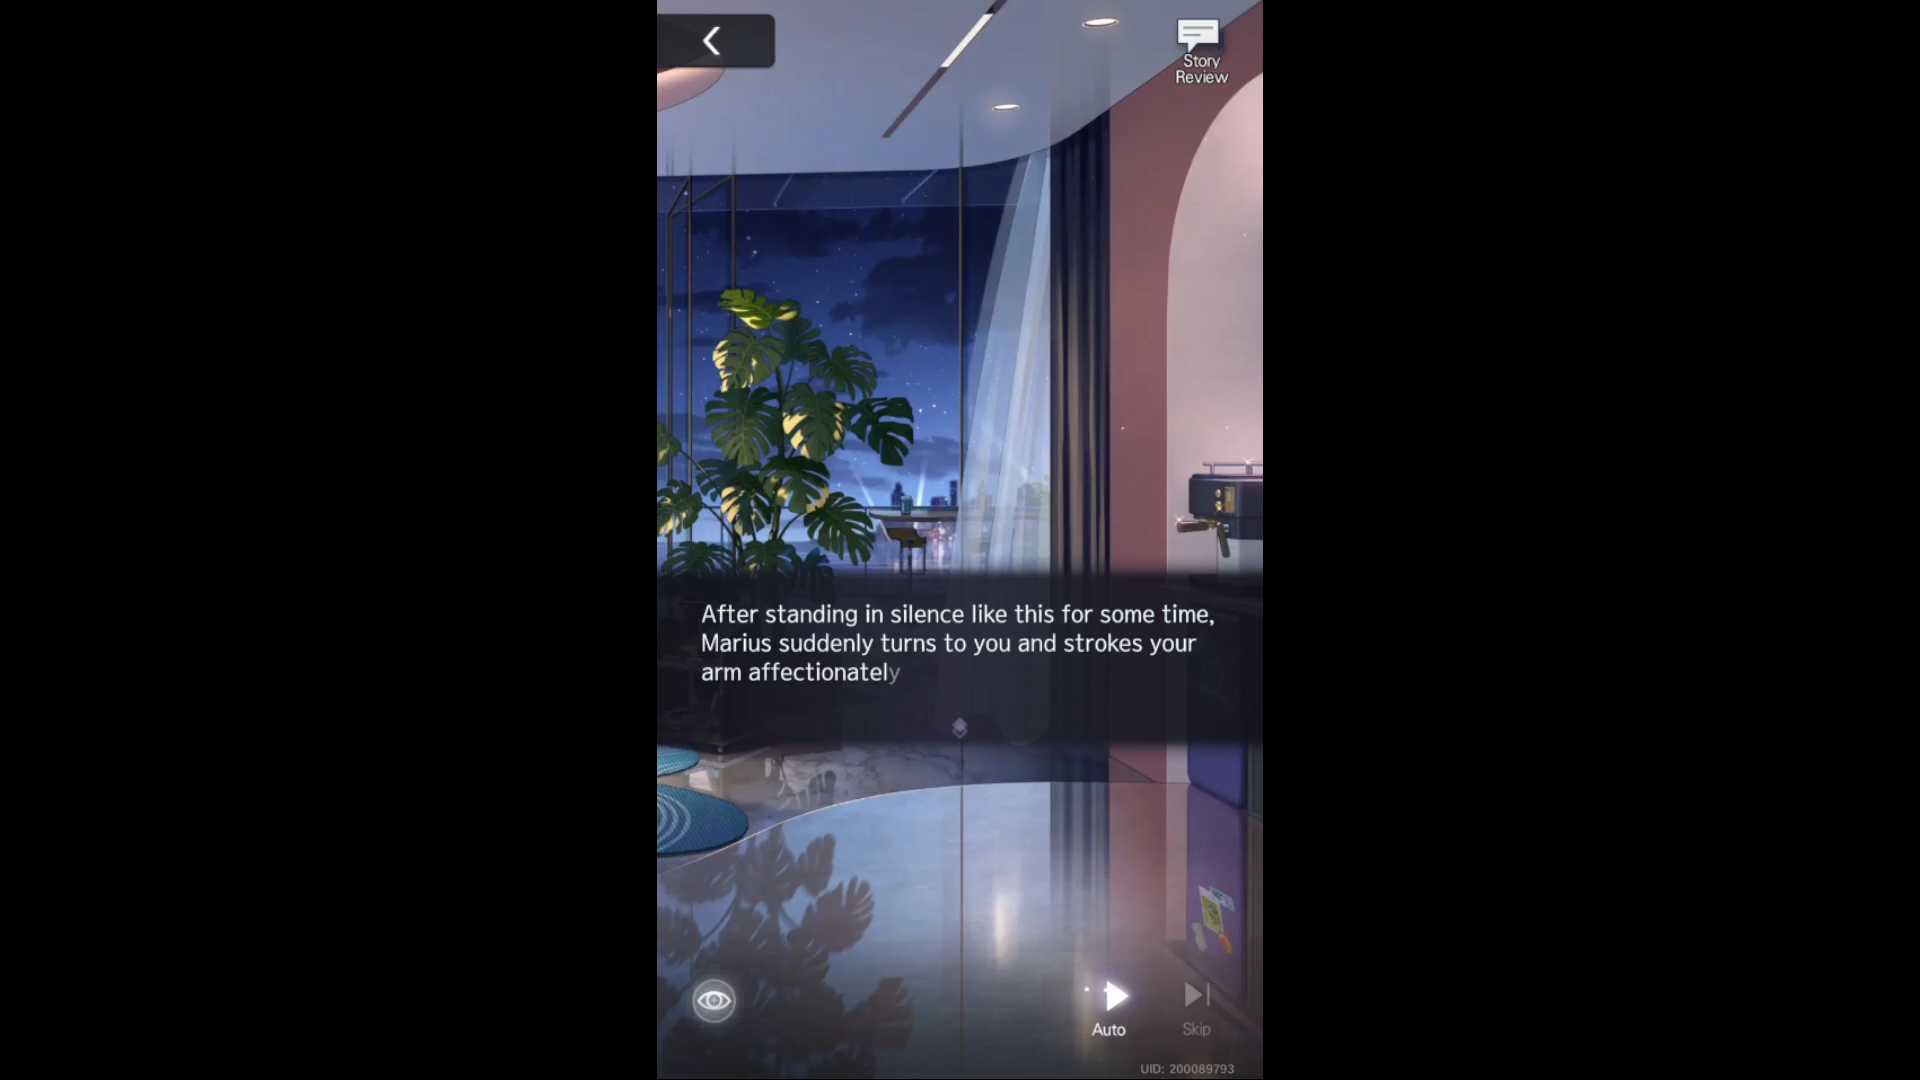 Story
Review
After standing in silence like this for some time,
Marius suddenly turns to you and strokes your
arm affectionately
Auto
Skip
UID: 200089793